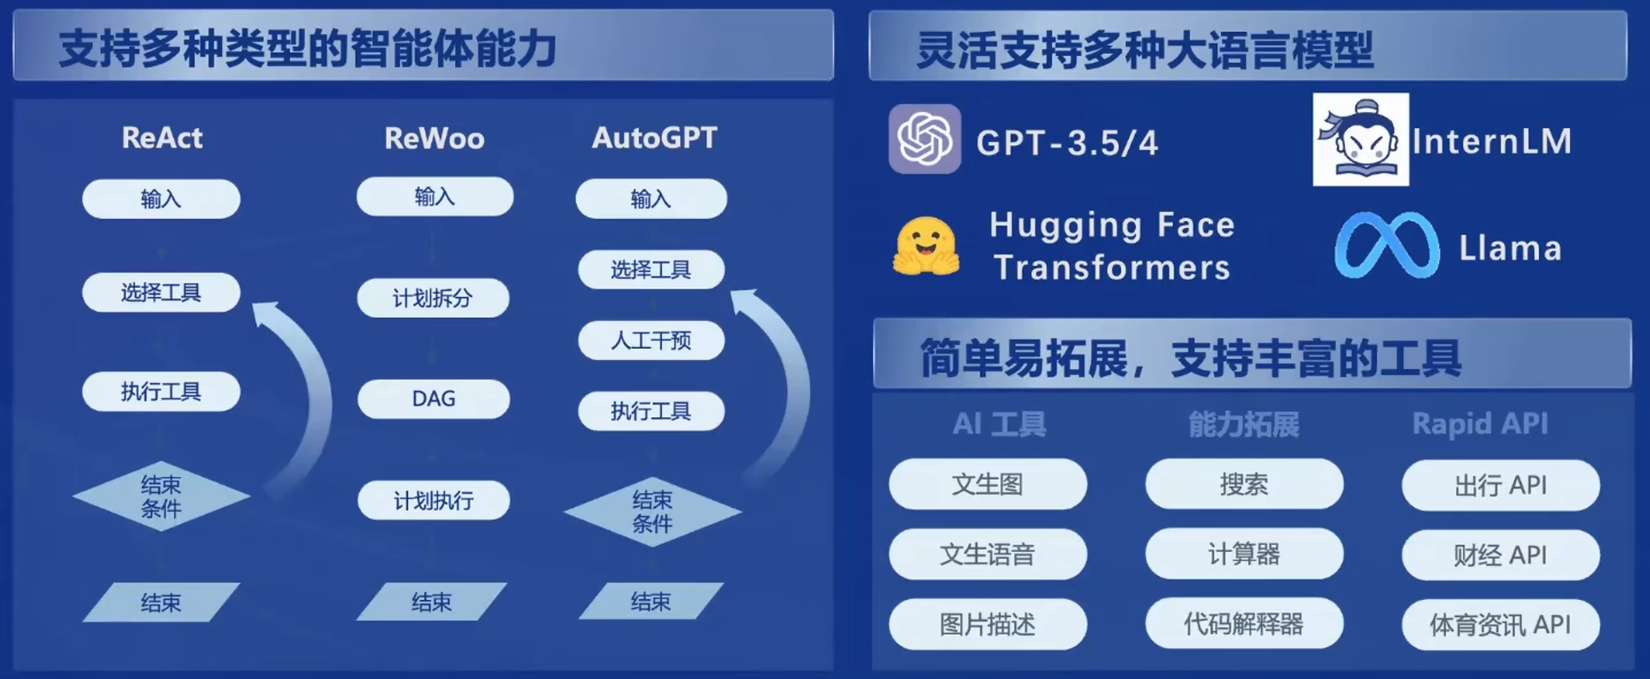 支持多种类型的智能体能力
ReAct
输入
选择工具
执行工具
结束
条件
结束
ReWoo
输入
计划拆分
DAG
计划执行
结束
AutoGPT
输入
选择工具
人工干预
执行工具
结束
条件
结束
灵活支持多种大语言模型
GPT-3.5/4
InternLM
Hugging Face
Transformers
Llama
简单易拓展，支持丰富的工具
AI 工具
文生图
文生语音
图片描述
能力拓展
搜索
计算器
代码解释器
Rapid API
出行 API
财经 API
体育资讯 API